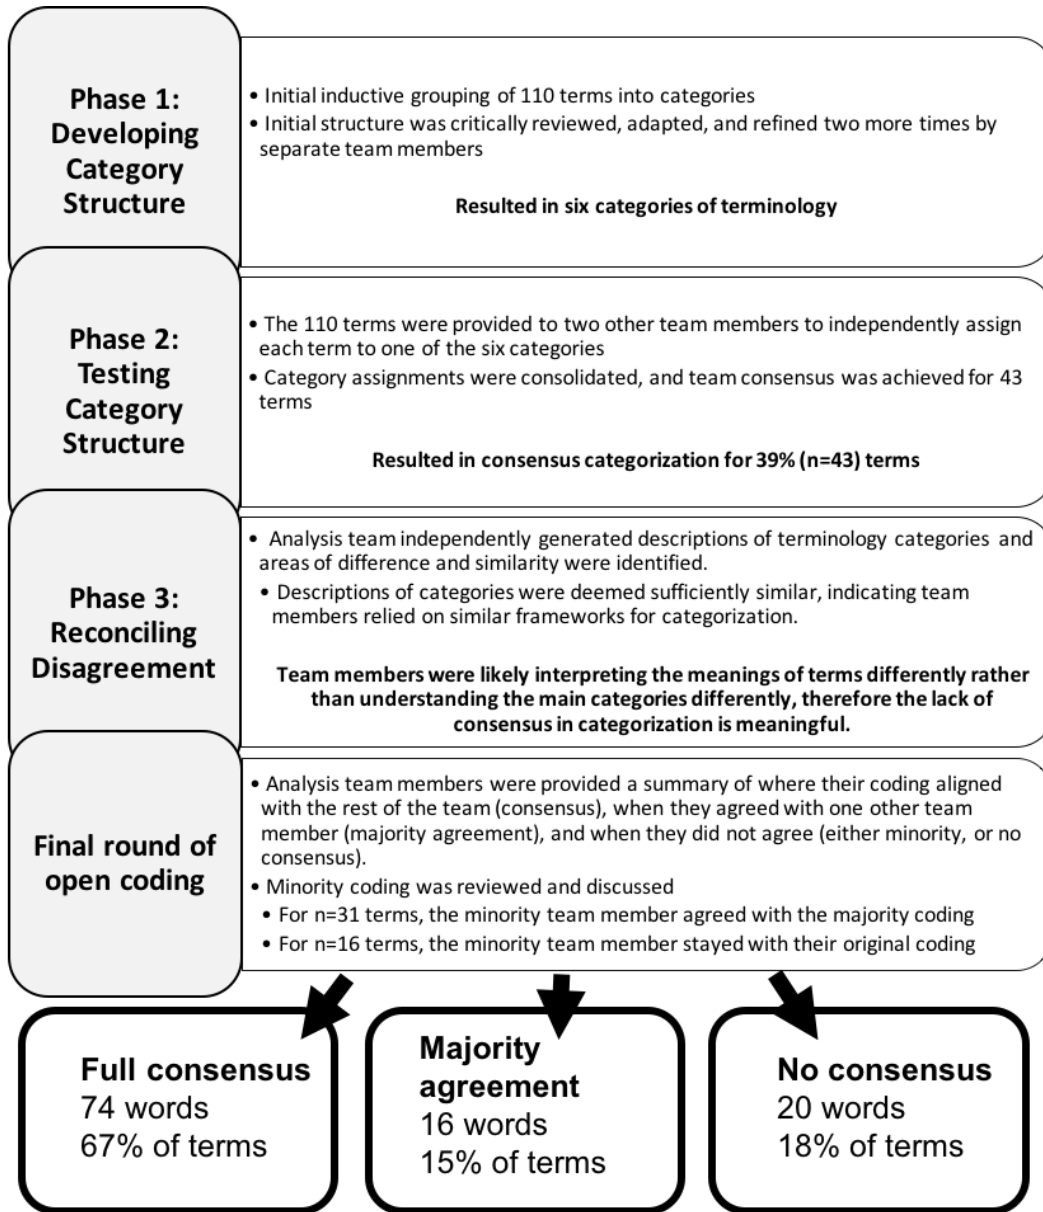 Phase 1:
Developing
Category
Structure
• Initial inductive grouping of 110 terms into categories
• Initial structure was critically reviewed, adapted, and refined two more times by
separate team members
Resulted in six categories of terminology
Phase 2:
Testing
Category
Structure
• The 110 terms were provided to two other team members to independently assign
each term to one of the six categories
• Category assignments were consolidated, and team consensus was achieved for 43
terms
Resulted in consensus categorization for 39% (n=43) terms
Phase 3:
Reconciling
Disagreement
• Analysis team independently generated descriptions of terminology categories and
areas of difference and similarity were identified.
• Descriptions of categories were deemed sufficiently similar, indicating team
members relied on similar frameworks for categorization.
Team members were likely interpreting the meanings of terms differently rather
than understanding the main categories differently, therefore the lack of
consensus in categorization is meaningful.
Final round of
open coding
• Analysis team members were provided a summary of where their coding aligned
with the rest of the team (consensus), when they agreed with one other team
member (majority agreement), and when they did not agree (either minority, or no
consensus).
• Minority coding was reviewed and discussed
• For n=31 terms, the minority team member agreed with the majority coding
• For n=16 terms, the minority team member stayed with their original coding
Full consensus
74 words
67% of terms
Majority
agreement
16 words
15% of terms
No consensus
20 words
18% of terms